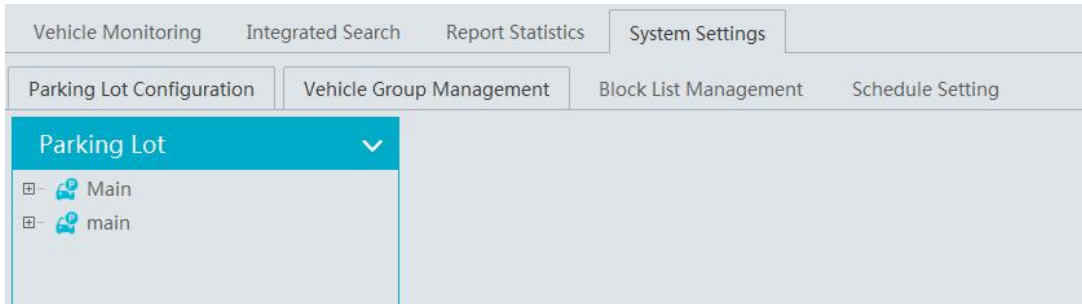 Vehicle Monitoring Integrated Search Report Statistics System Settings
Parking Lot Configuration Vehicle Group Management Block List Management Schedule Setting
Parking Lot
Main
main